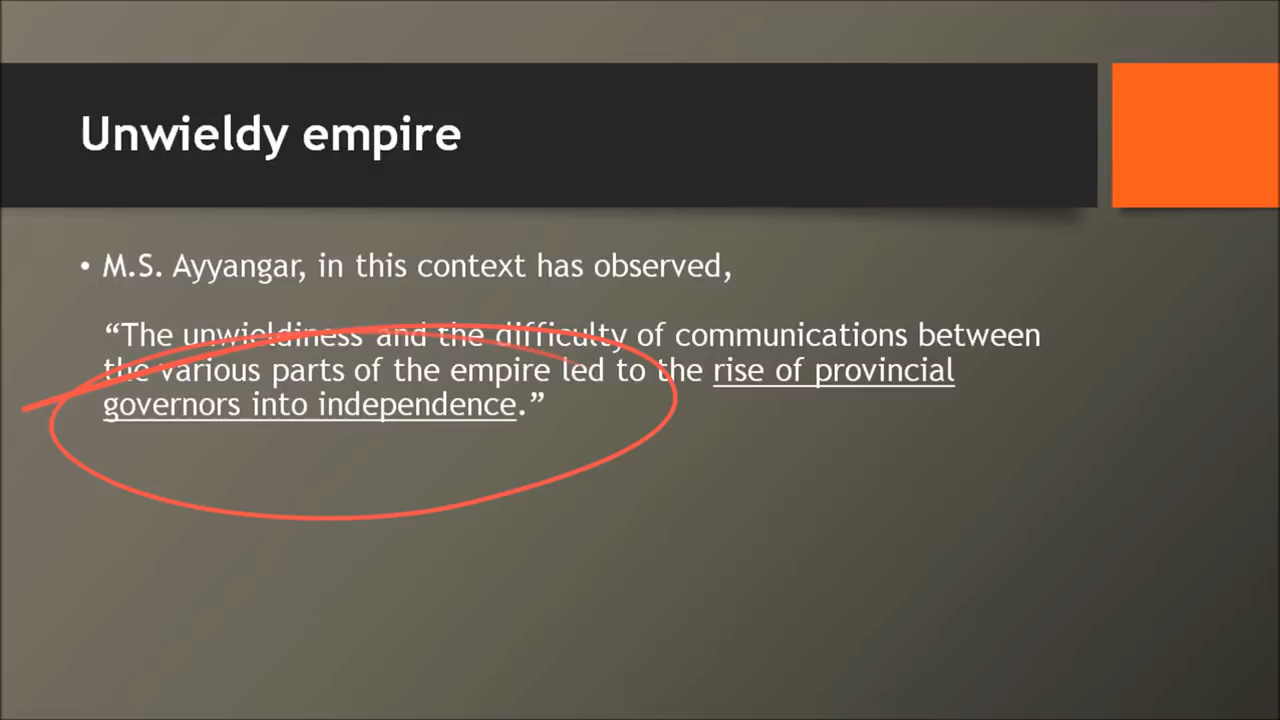 Unwieldy empire
• M.S. Ayyangar, in this context has observed,
“The unwieldiness and the difficulty of communications between
the various parts of the empire led to the rise of provincial
governors into independence.”